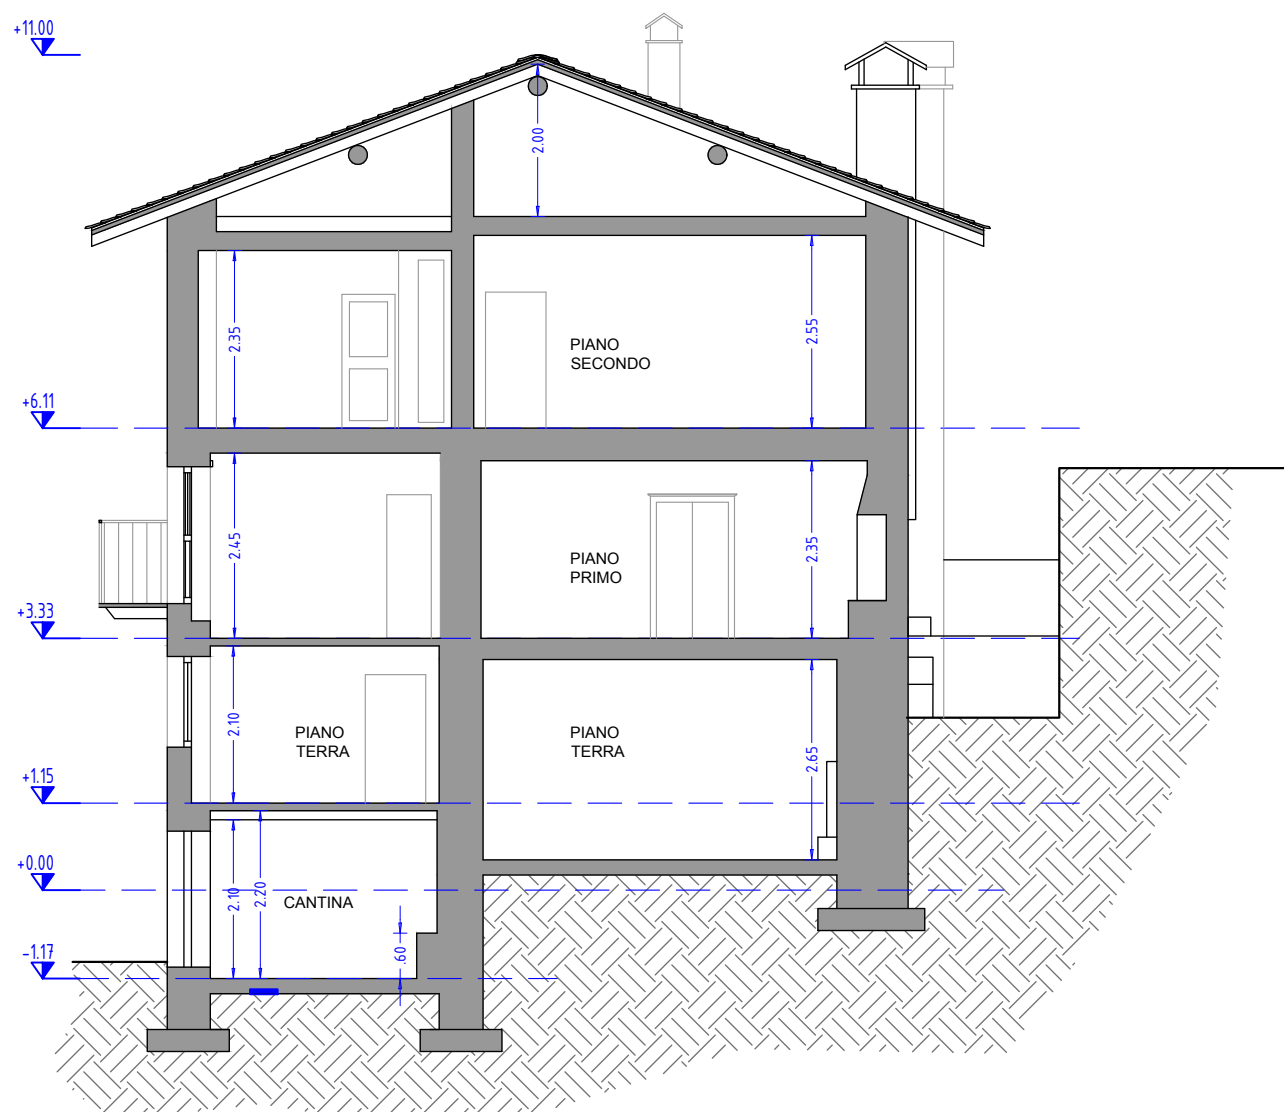 +11.00
2.00
2.35
2.55
PIANO
SECONDO
+6.11
2.45
2.35
PIANO
PRIMO
+3.33
2.10
PIANO
TERRA
PIANO
TERRA
2.65
+1.15
+0.00
2.10
2.20
CANTINA
.60
-1.17